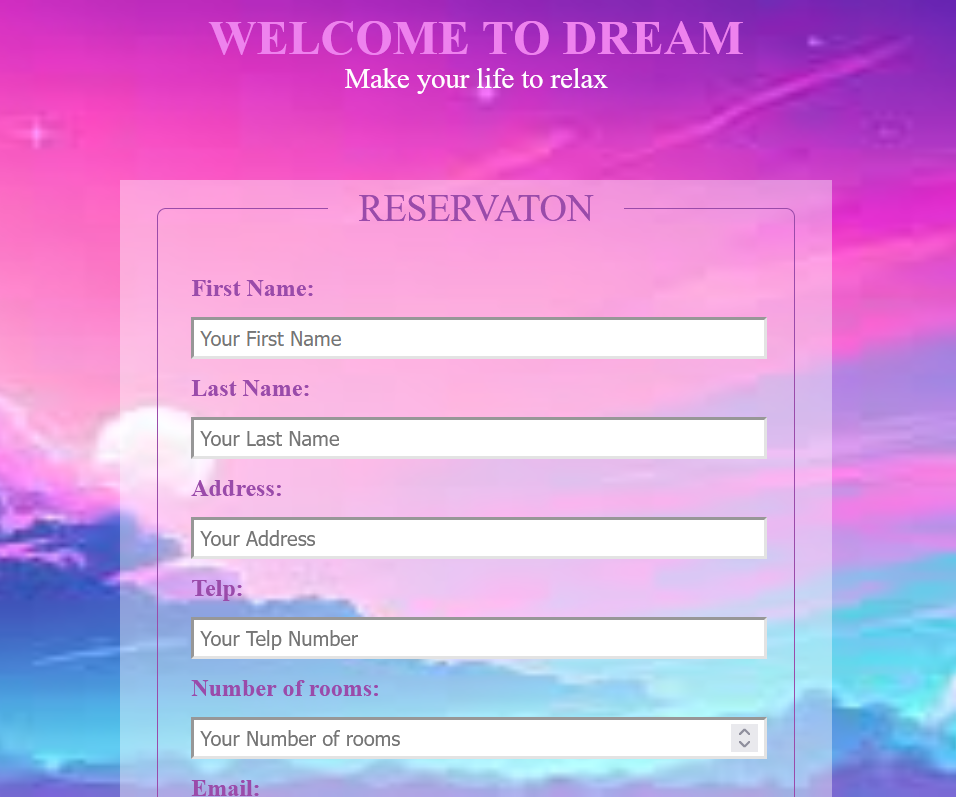 WELCOME TO DREAM
Make your life to relax
RESERVATON
First Name:
Your First Name
Last Name:
Your Last Name
Address:
Your Address
Telp:
Your Telp Number
Number of rooms:
Your Number of rooms
Email: